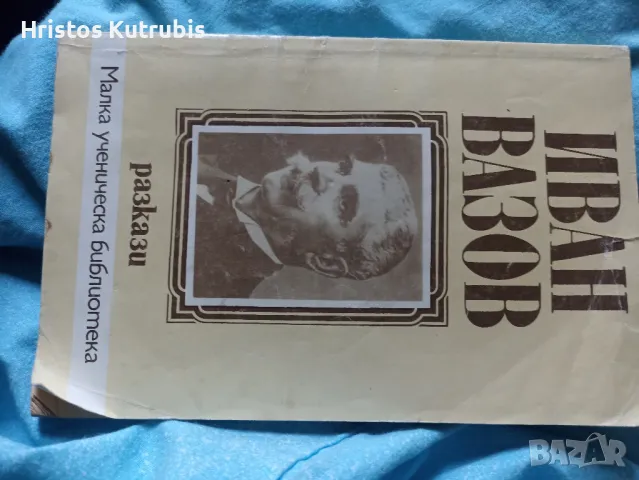 Hristos Kutrubis
ИВАН
ВАЗОВ
разкази
Малка ученическа библиотека
BAZAR